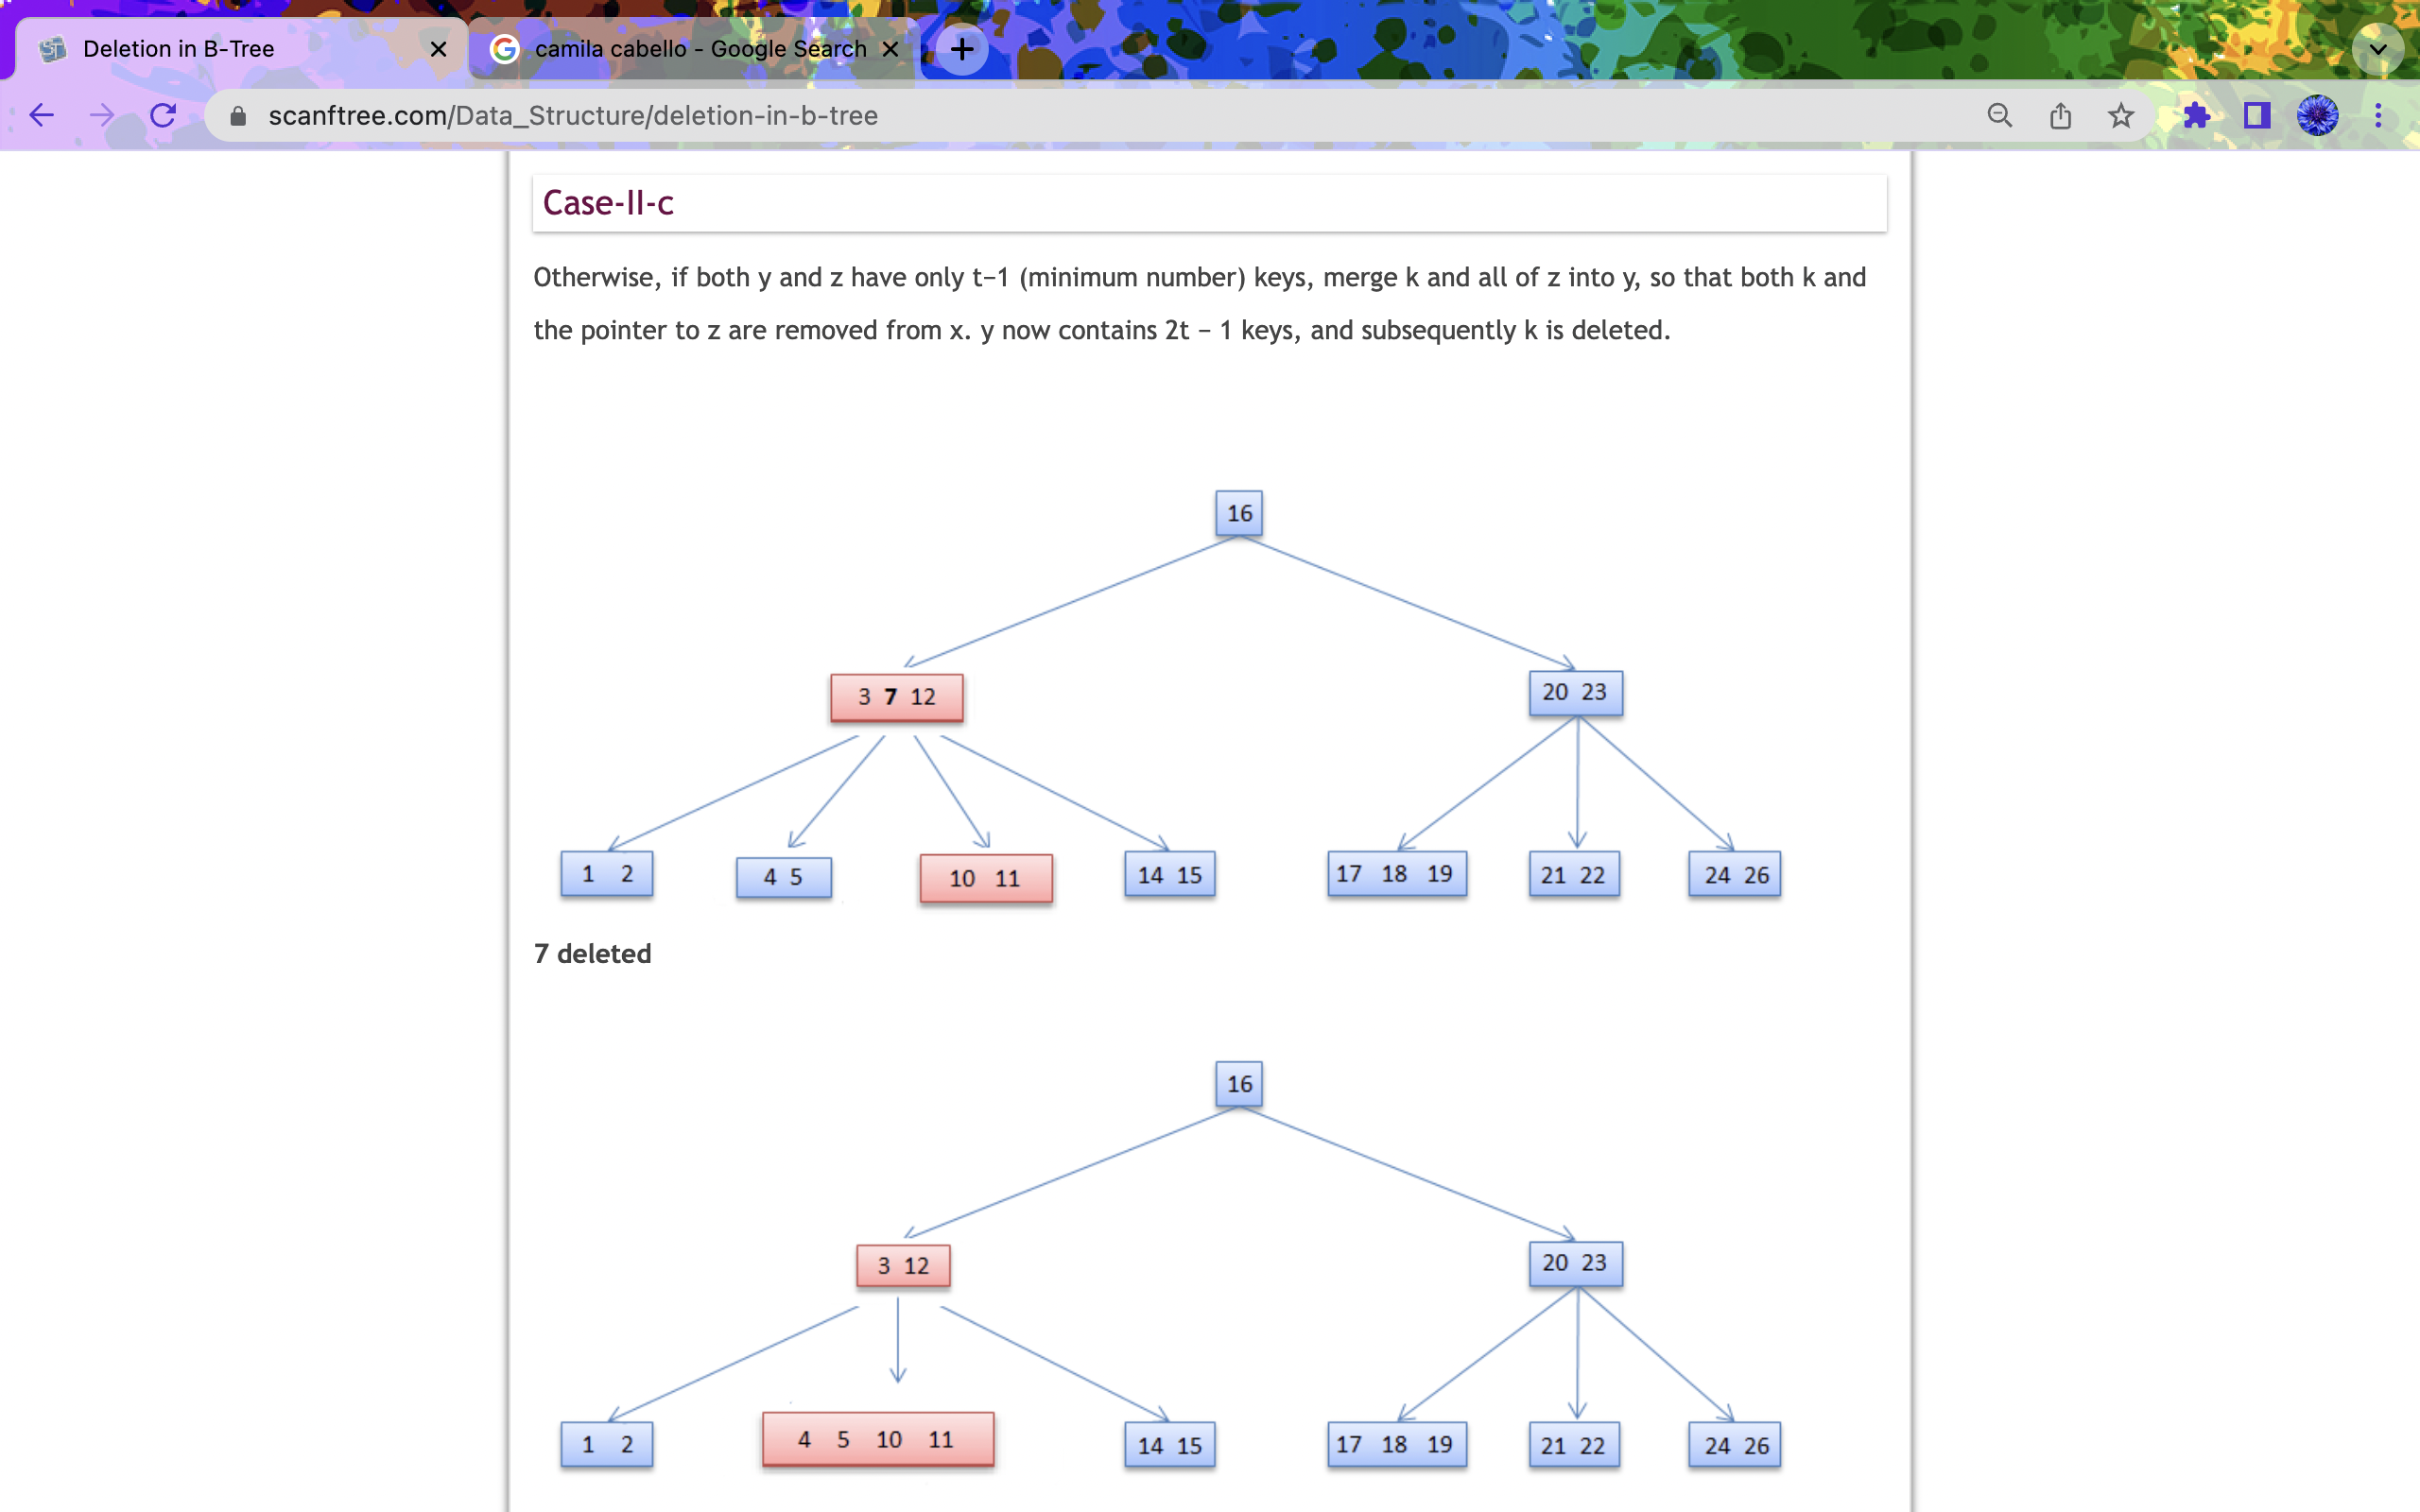 Deletion in B-Tree
camila cabello - Google Search
scanftree.com/Data_Structure/deletion-in-b-tree
Case-II-c
Otherwise, if both y and z have only t−1 (minimum number) keys, merge k and all of z into y, so that both k and
the pointer to z are removed from x. y now contains 2t − 1 keys, and subsequently k is deleted.
16
3 7 12
20 23
1 2
4 5
10 11
14 15
17 18 19
21 22
24 26
7 deleted
16
3 12
20 23
1 2
4 5 10 11
14 15
17 18 19
21 22
24 26